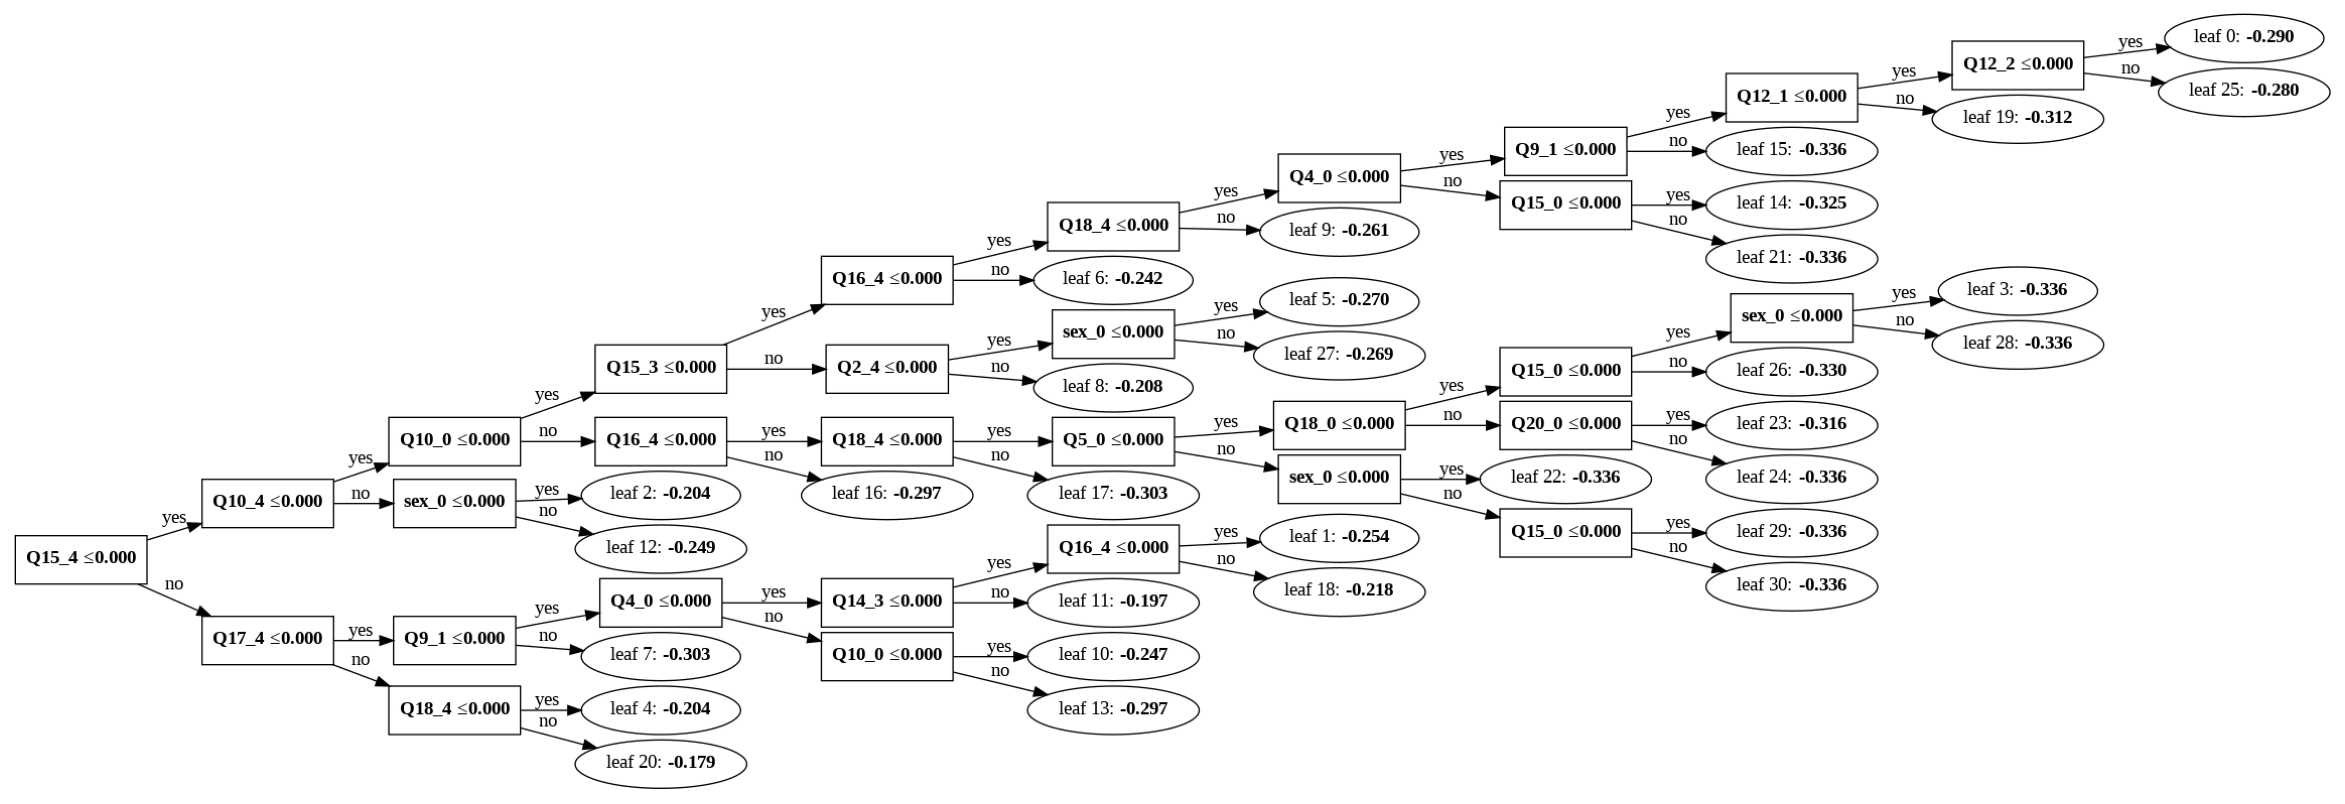 leaf 0: -0.290
yes
Q12_2 ≤0.000
no
leaf 25: -0.280
yes
Q12_1 ≤0.000
no
leaf 19: -0.312
yes
Q9_1 ≤0.000
no
leaf 15: -0.336
yes
Q4_0 ≤0.000
no
Q15_0 ≤0.000
yes
leaf 14: -0.325
no
leaf 21: -0.336
yes
Q18_4 ≤0.000
no
leaf 9: -0.261
yes
Q16_4 ≤0.000
no
leaf 6: -0.242
yes
Q15_3 ≤0.000
no
Q2_4 ≤0.000
yes
sex_0 ≤0.000
yes
leaf 5: -0.270
no
leaf 27: -0.269
no
leaf 8: -0.208
yes
Q10_0 ≤0.000
no
Q16_4 ≤0.000
yes
Q18_4 ≤0.000
yes
Q5_0 ≤0.000
yes
Q18_0 ≤0.000
yes
Q15_0 ≤0.000
yes
sex_0 ≤0.000
yes
leaf 3: -0.336
no
leaf 28: -0.336
no
leaf 26: -0.330
no
Q20_0 ≤0.000
yes
leaf 23: -0.316
no
leaf 24: -0.336
no
sex_0 ≤0.000
yes
leaf 22: -0.336
no
Q15_0 ≤0.000
yes
leaf 29: -0.336
no
leaf 30: -0.336
no
leaf 17: -0.303
no
leaf 16: -0.297
yes
Q10_4 ≤0.000
no
sex_0 ≤0.000
yes
leaf 2: -0.204
no
leaf 12: -0.249
yes
Q15_4 ≤0.000
no
Q17_4 ≤0.000
yes
Q9_1 ≤0.000
yes
Q4_0 ≤0.000
yes
Q14_3 ≤0.000
yes
Q16_4 ≤0.000
yes
leaf 1: -0.254
no
leaf 18: -0.218
no
leaf 11: -0.197
no
Q10_0 ≤0.000
yes
leaf 10: -0.247
no
leaf 13: -0.297
no
leaf 7: -0.303
no
Q18_4 ≤0.000
yes
leaf 4: -0.204
no
leaf 20: -0.179